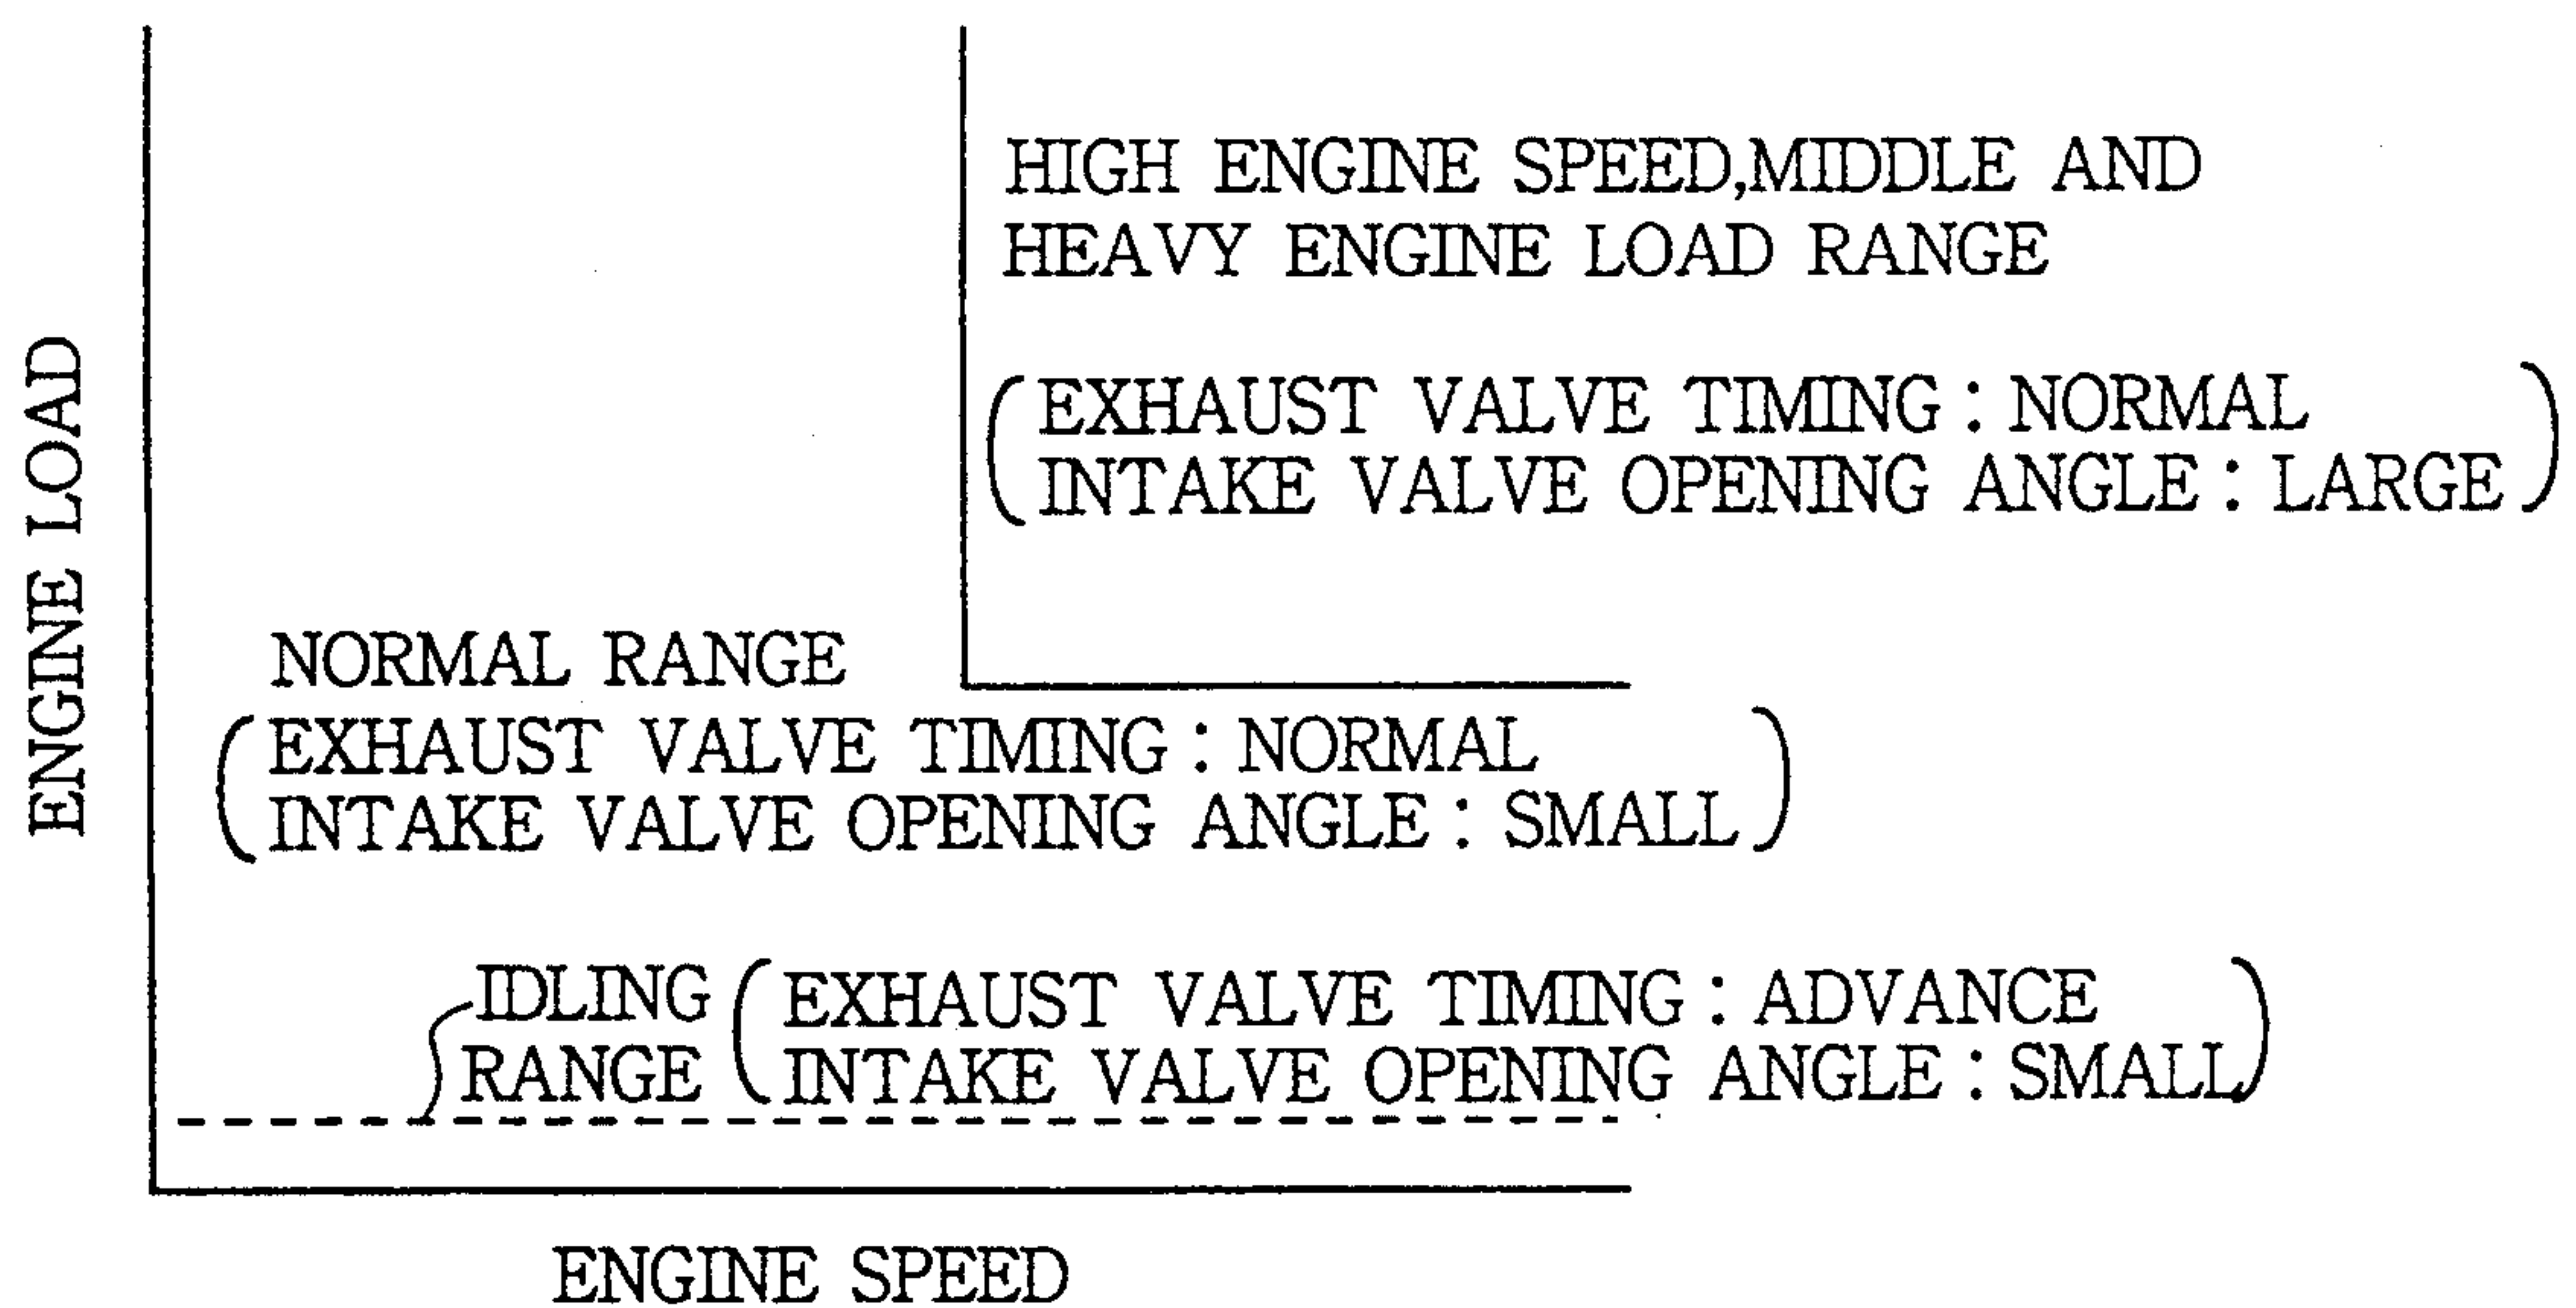 HIGH ENGINE SPEED,MIDDLE AND
HEAVY ENGINE LOAD RANGE
(EXHAUST VALVE TIMING : NORMAL
INTAKE VALVE OPENING ANGLE : LARGE)
ENGINE LOAD
NORMAL RANGE
(EXHAUST VALVE TIMING : NORMAL
INTAKE VALVE OPENING ANGLE : SMALL)
IDLING
RANGE
(EXHAUST VALVE TIMING : ADVANCE
INTAKE VALVE OPENING ANGLE : SMALL)
ENGINE SPEED